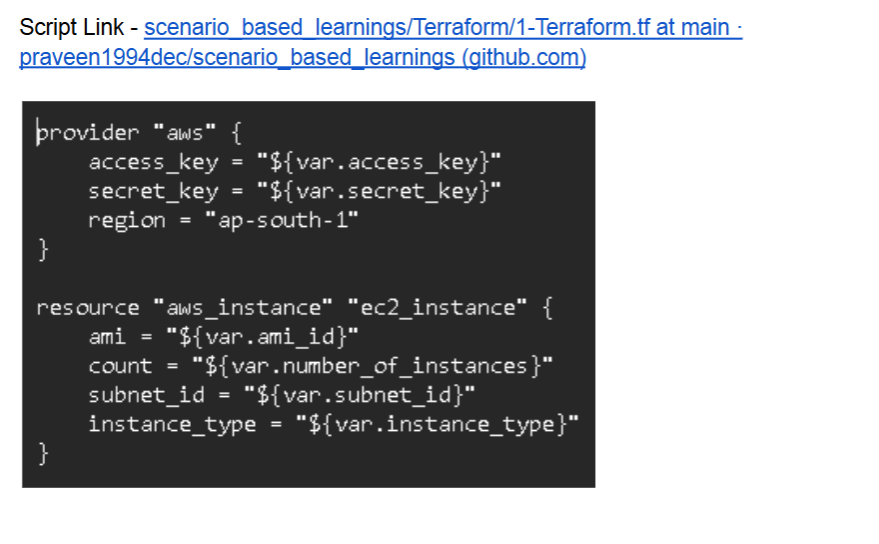 Script Link - scenario_based_learnings/Terraform/1-Terraform.tf at main ·
praveen1994dec/scenario_based_learnings (github.com)
provider "aws" {
    access_key = "${var.access_key}"
    secret_key = "${var.secret_key}"
    region = "ap-south-1"
}
resource "aws_instance" "ec2_instance" {
    ami = "${var.ami_id}"
    count = "${var.number_of_instances}"
    subnet_id = "${var.subnet_id}"
    instance_type = "${var.instance_type}"
}